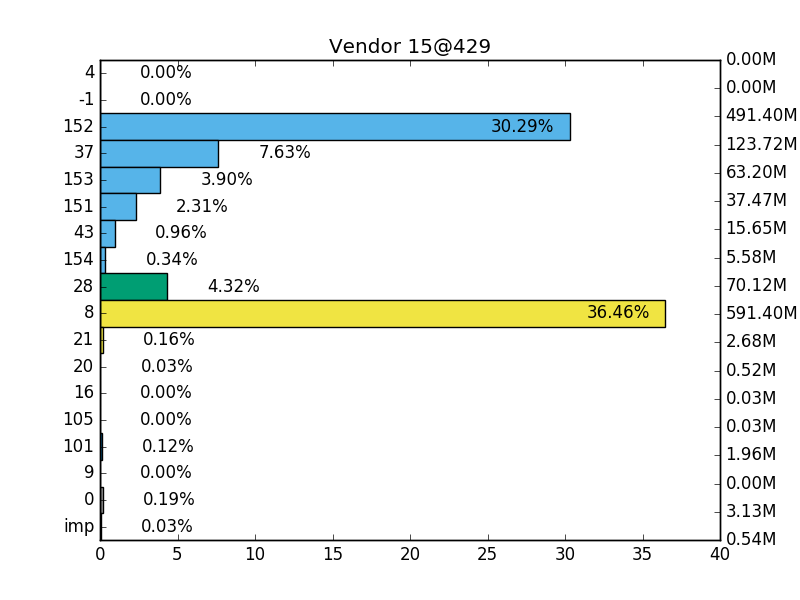 Vendor 15@429
4 0.00% 0.00M
-1 0.00% 0.00M
152 30.29% 491.40M
37 7.63% 123.72M
153 3.90% 63.20M
151 2.31% 37.47M
43 0.96% 15.65M
154 0.34% 5.58M
28 4.32% 70.12M
8 36.46% 591.40M
21 0.16% 2.68M
20 0.03% 0.52M
16 0.00% 0.03M
105 0.00% 0.03M
101 0.12% 1.96M
9 0.00% 0.00M
0 0.19% 3.13M
imp 0.03% 0.54M
0 5 10 15 20 25 30 35 40